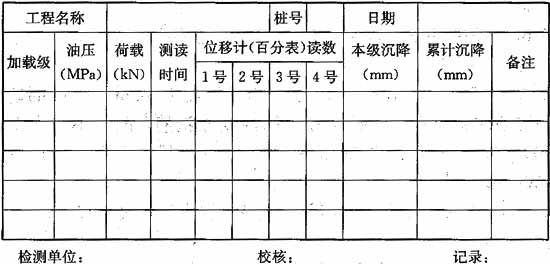 工程名称 桩号 日期
加载级 油压 荷载 测读 位移计(百分表)读数 本级沉降 累计沉降 备注
(MPa) (kN) 时间 1号 2号 3号 4号 (mm) (mm)
检测单位: 校核: 记录: